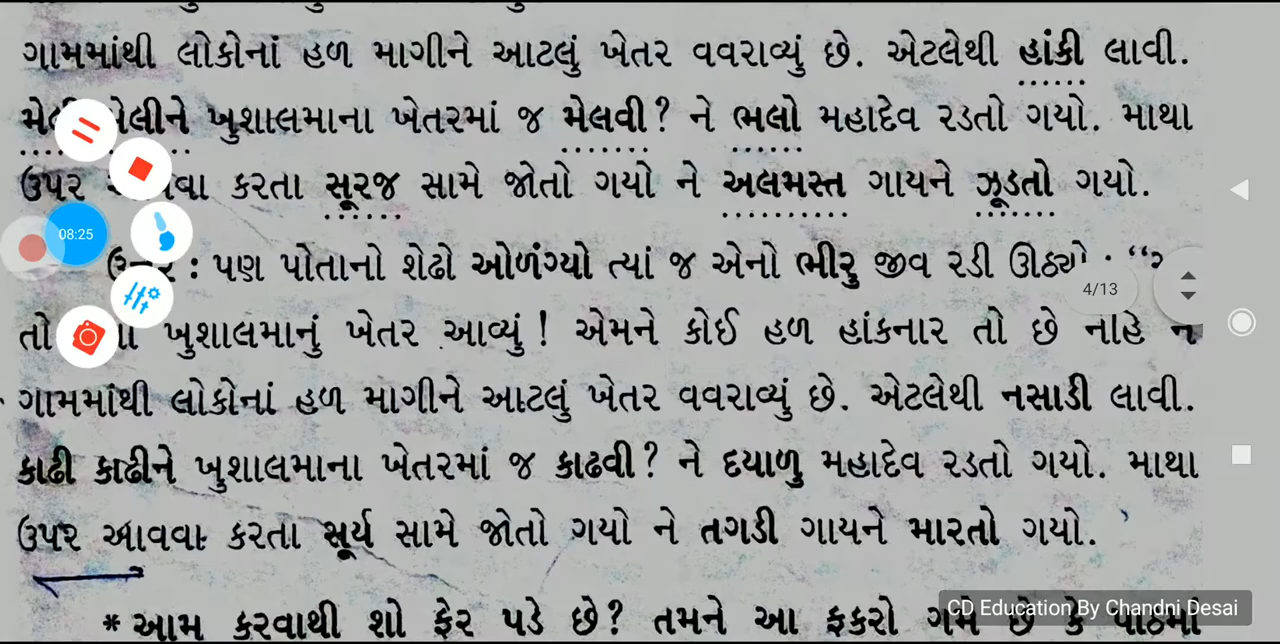 ગામમાંથી લોકોનાં હળ માગીને આટલું ખેતર વવરાવ્યું છે. એટલેથી હાંકી લાવી.
ખુશાલમાના ખેતરમાં જ મેલવી? ને ભલો મહાદેવ રડતો ગયો. માથા
ઉપર કરતા સૂરજ સામે જોતો ગયો ને અલમસ્ત ગાયને ઝૂડતો ગયો.
08:25
: પણ પોતાનો શેઢો ઓળંગ્યો ત્યાં જ એનો ભીરુ જીવ રડી ઊઠ્યો :
4/13
તો ખુશાલમાનું ખેતર આવ્યું! એમને કોઈ હળ હાંકનાર તો છે
ગામમાંથી લોકોનાં હળ માગીને આટલું ખેતર વવરાવ્યું છે. એટલેથી નસાડી લાવી.
કાઢી કાઢીને ખુશાલમાના ખેતરમાં જ કાઢવી? ને દયાળુ મહાદેવ રડતો ગયો. માથા
ઉપર આવવા કરતા સૂર્ય સામે જોતો ગયો ને તગડી ગાયને મારતો ગયો.
* આમ કરવાથી શો ફેર પડે છે? તમને આ ફકરો ગમે છે કે પાઠમાં
CD Education By Chandni Desai